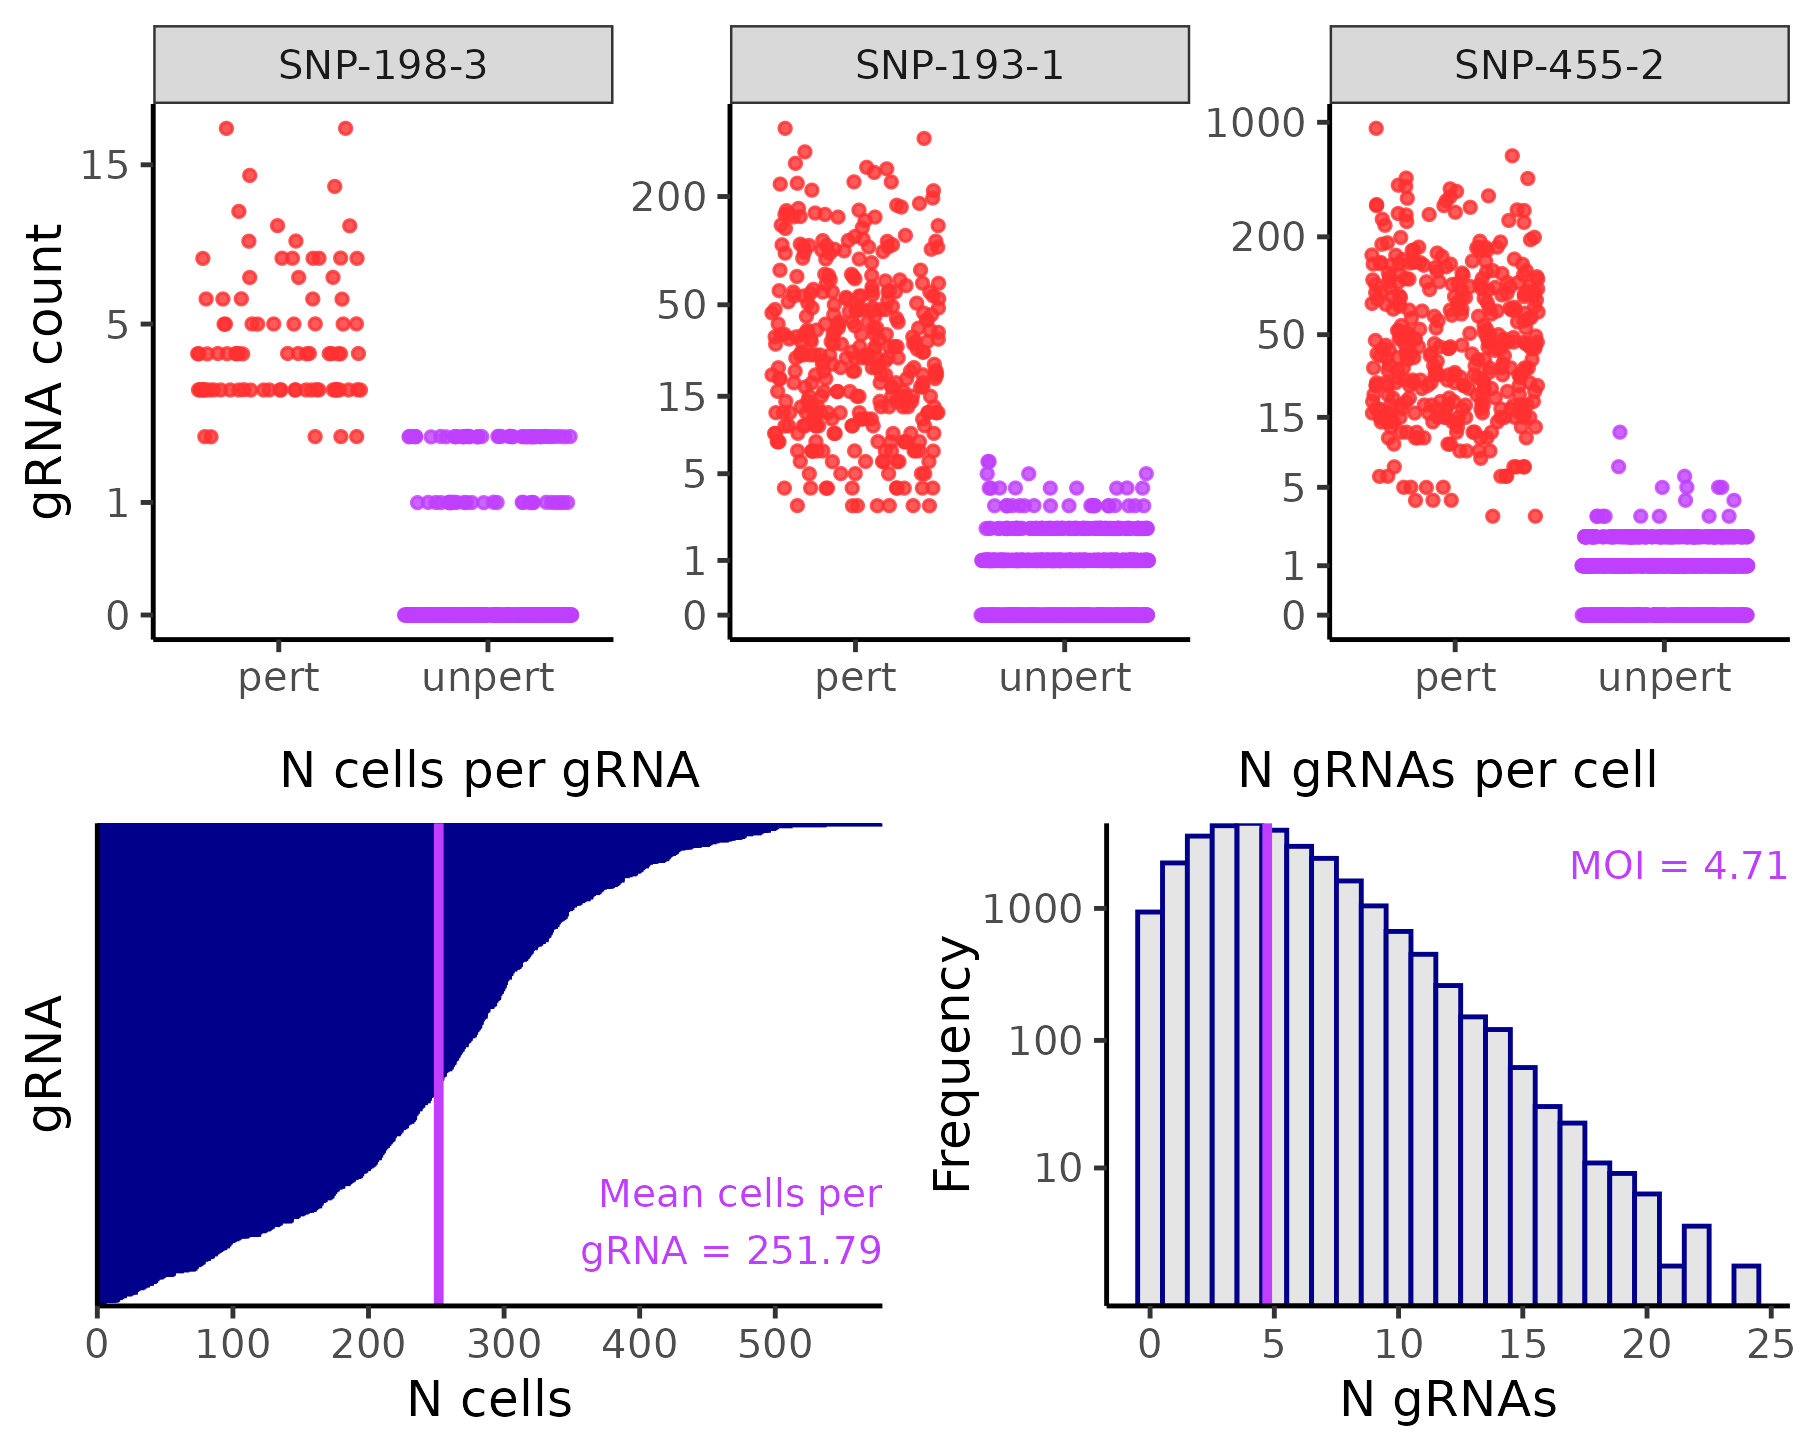 SNP-198-3
SNP-193-1
SNP-455-2
gRNA count
15
5
1
0
200
50
15
5
1
0
1000
200
50
15
5
1
0
pert
unpert
pert
unpert
pert
unpert
N cells per gRNA
gRNA
Mean cells per
gRNA = 251.79
0
100
200
300
400
500
N cells
N gRNAs per cell
Frequency
MOI = 4.71
1000
100
10
0
5
10
15
20
25
N gRNAs